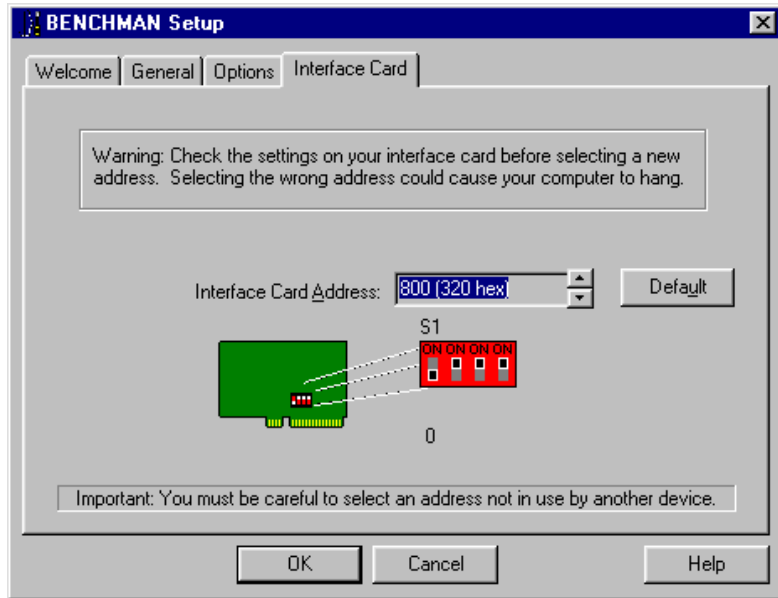 BENCHMAN Setup
Welcome General Options Interface Card
Warning: Check the settings on your interface card before selecting a new
address. Selecting the wrong address could cause your computer to hang.
Interface Card Address: 800 (320 hex) Default
S1
ON ON ON ON
0
Important: You must be careful to select an address not in use by another device.
OK Cancel Help